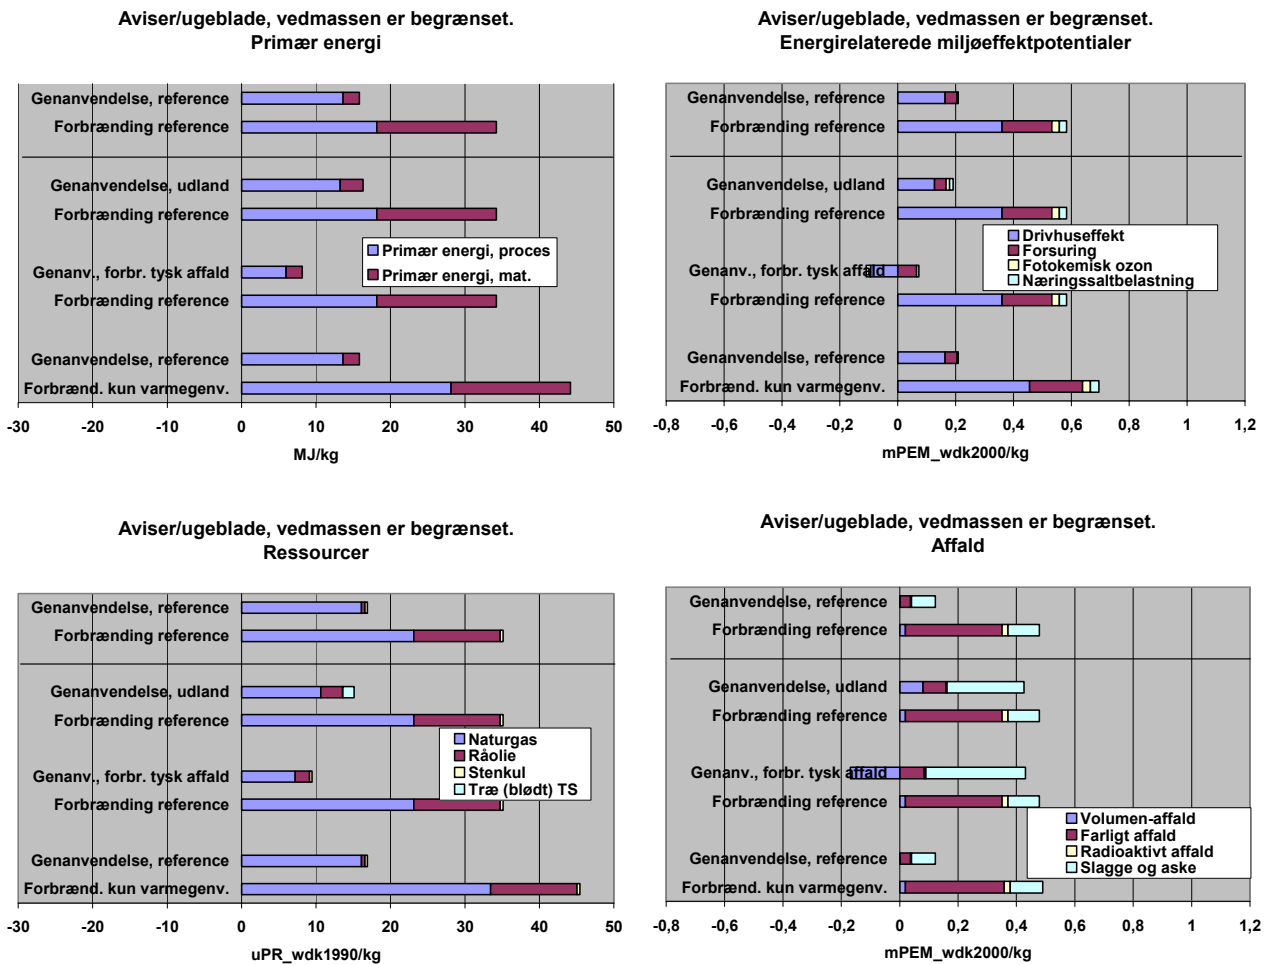 Aviser/ugeblade, vedmassen er begrænset.
Primær energi
Genanvendelse, reference
Forbrænding reference
Genanvendelse, udland
Forbrænding reference
Genanv., forbr. tysk affald
Forbrænding reference
Genanvendelse, reference
Forbrænd. kun varmegenv.
Primær energi, proces
Primær energi, mat.
-30 -20 -10 0 10 20 30 40 50
MJ/kg
Aviser/ugeblade, vedmassen er begrænset.
Energirelaterede miljøeffektpotentialer
Genanvendelse, reference
Forbrænding reference
Genanvendelse, udland
Forbrænding reference
Genanv., forbr. tysk affald
Forbrænding reference
Genanvendelse, reference
Forbrænd. kun varmegenv.
Drivhuseffekt
Forsuring
Fotokemisk ozon
Næringssaltbelastning
-0,8 -0,6 -0,4 -0,2 0 0,2 0,4 0,6 0,8 1 1,2
mPEM_wdk2000/kg
Aviser/ugeblade, vedmassen er begrænset.
Ressourcer
Genanvendelse, reference
Forbrænding reference
Genanvendelse, udland
Forbrænding reference
Genanv., forbr. tysk affald
Forbrænding reference
Genanvendelse, reference
Forbrænd. kun varmegenv.
Naturgas
Råolie
Stenkul
Træ (blødt) TS
-30 -20 -10 0 10 20 30 40 50
uPR_wdk1990/kg
Aviser/ugeblade, vedmassen er begrænset.
Affald
Genanvendelse, reference
Forbrænding reference
Genanvendelse, udland
Forbrænding reference
Genanv., forbr. tysk affald
Forbrænding reference
Genanvendelse, reference
Forbrænd. kun varmegenv.
Volumen-affald
Farligt affald
Radioaktivt affald
Slagge og aske
-0,8 -0,6 -0,4 -0,2 0 0,2 0,4 0,6 0,8 1 1,2
mPEM_wdk2000/kg